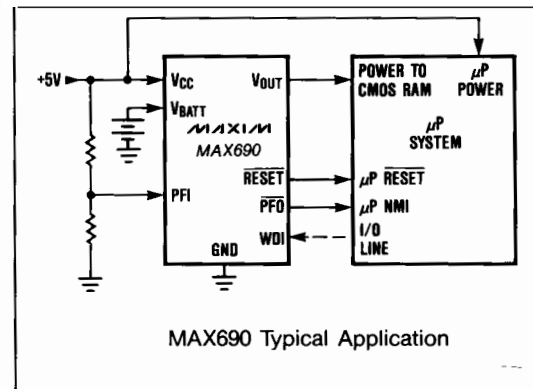 +5V
VCC
VBATT
VOUT
MAXIM
MAX690
RESET
PFI
PFO
WDI
GND
POWER TO
CMOS RAM
μP
POWER
μP
SYSTEM
μP RESET
μP NMI
I/O
LINE
MAX690 Typical Application